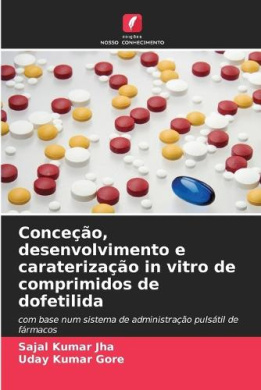 edições
NOSSO CONHECIMENTO
Conceção,
desenvolvimento e
caraterização in vitro de
comprimidos de
dofetilida
com base num sistema de administração pulsátil de
fármacos
Sajal Kumar Jha
Uday Kumar Gore